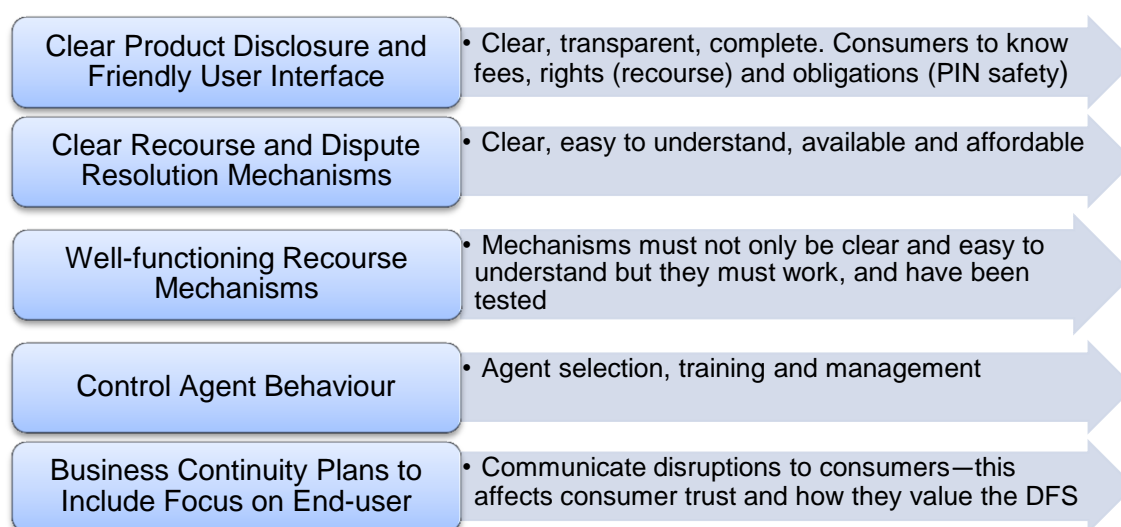 Clear Product Disclosure and
Friendly User Interface
• Clear, transparent, complete. Consumers to know
fees, rights (recourse) and obligations (PIN safety)
Clear Recourse and Dispute
Resolution Mechanisms
• Clear, easy to understand, available and affordable
Well-functioning Recourse
Mechanisms
• Mechanisms must not only be clear and easy to
understand but they must work, and have been
tested
Control Agent Behaviour
• Agent selection, training and management
Business Continuity Plans to
Include Focus on End-user
• Communicate disruptions to consumers—this
affects consumer trust and how they value the DFS